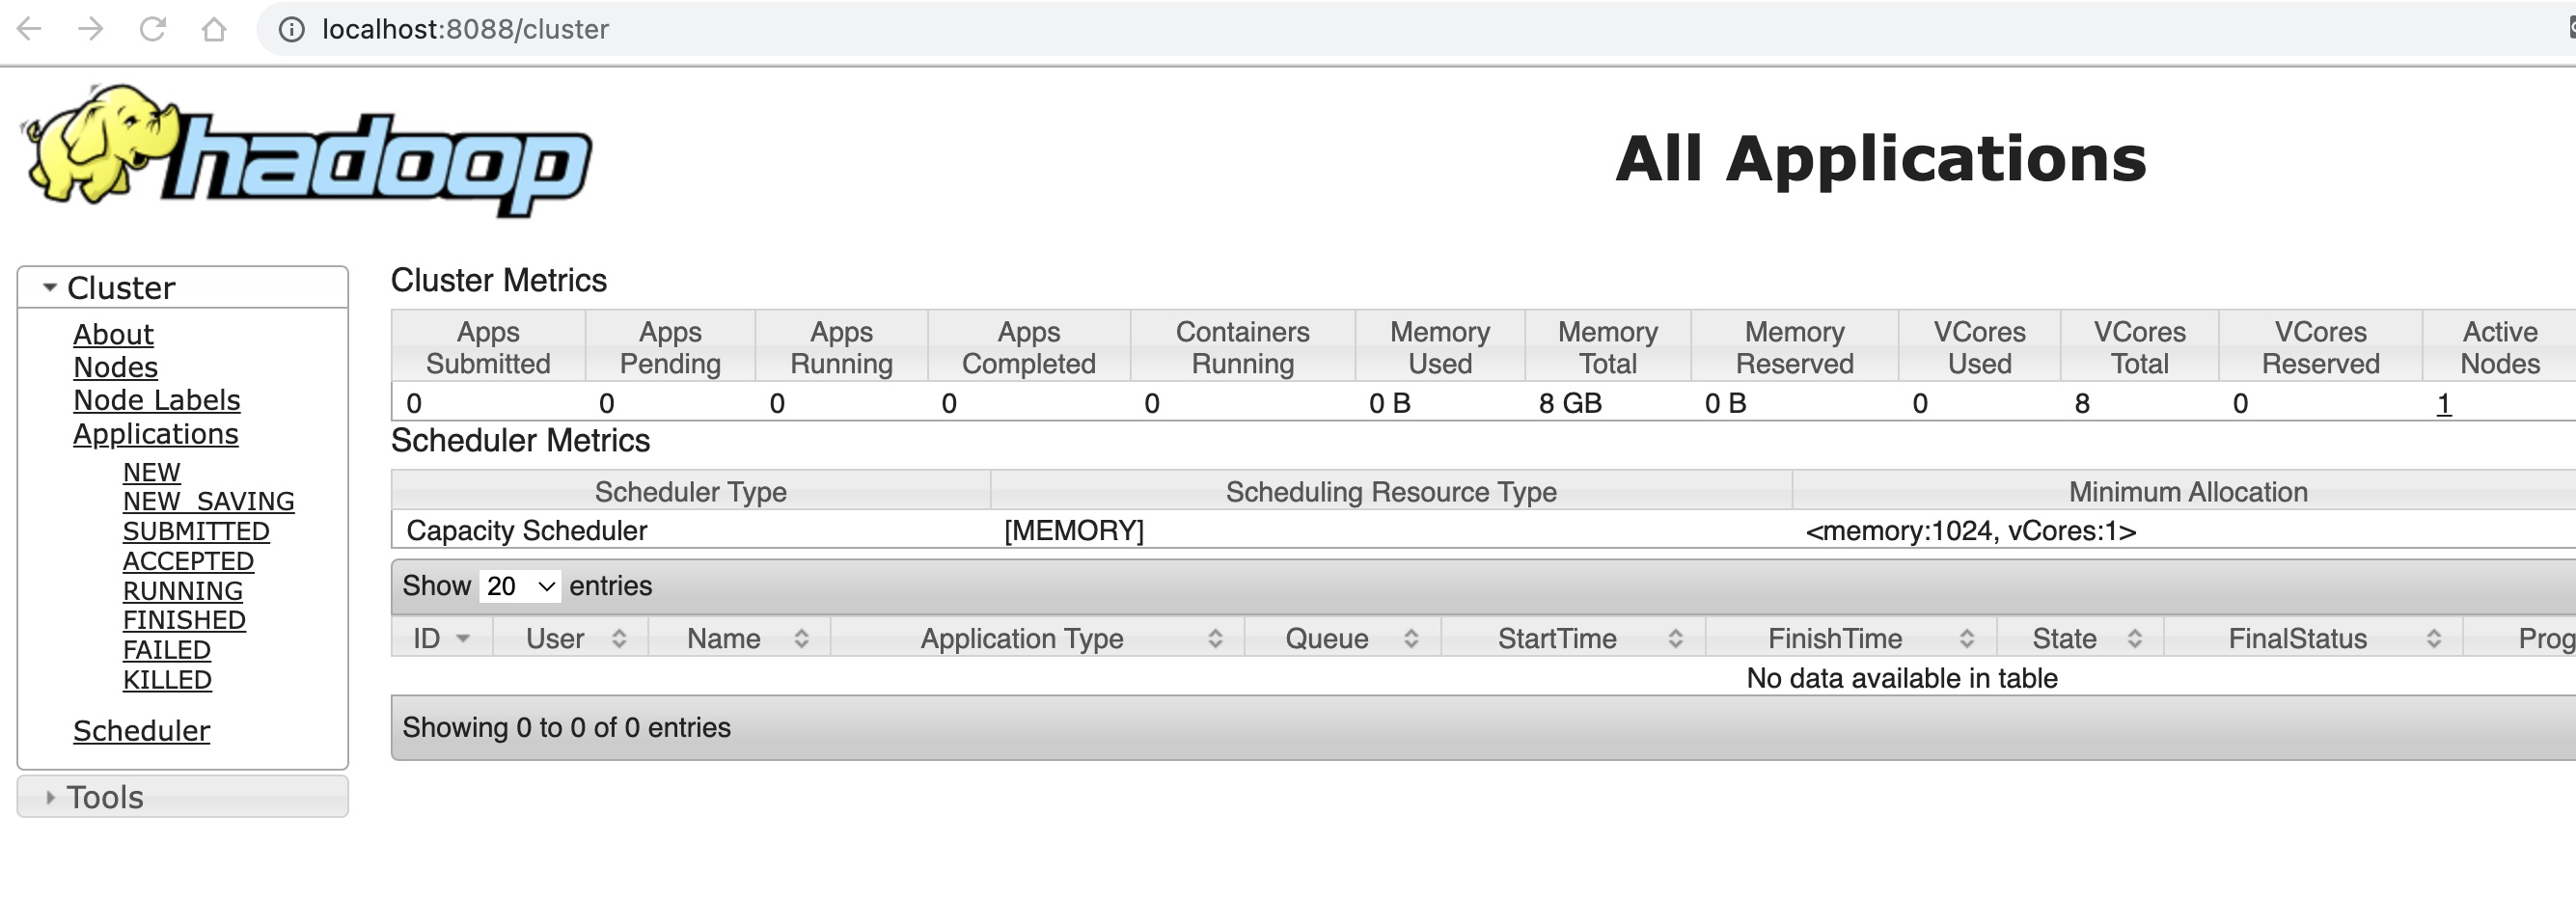 localhost:8088/cluster
hadoop
All Applications
Cluster
About
Nodes
Node Labels
Applications
NEW
NEW_SAVING
SUBMITTED
ACCEPTED
RUNNING
FINISHED
FAILED
KILLED
Scheduler
Tools
Cluster Metrics
Apps Submitted Apps Pending Apps Running Apps Completed Containers Running Memory Used Memory Total Memory Reserved VCores Used VCores Total VCores Reserved Active Nodes
0 0 0 0 0 0 B 8 GB 0 B 0 8 0 1
Scheduler Metrics
Scheduler Type Scheduling Resource Type Minimum Allocation
Capacity Scheduler [MEMORY] <memory:1024, vCores:1>
Show 20 entries
ID User Name Application Type Queue StartTime FinishTime State FinalStatus Prog
No data available in table
Showing 0 to 0 of 0 entries